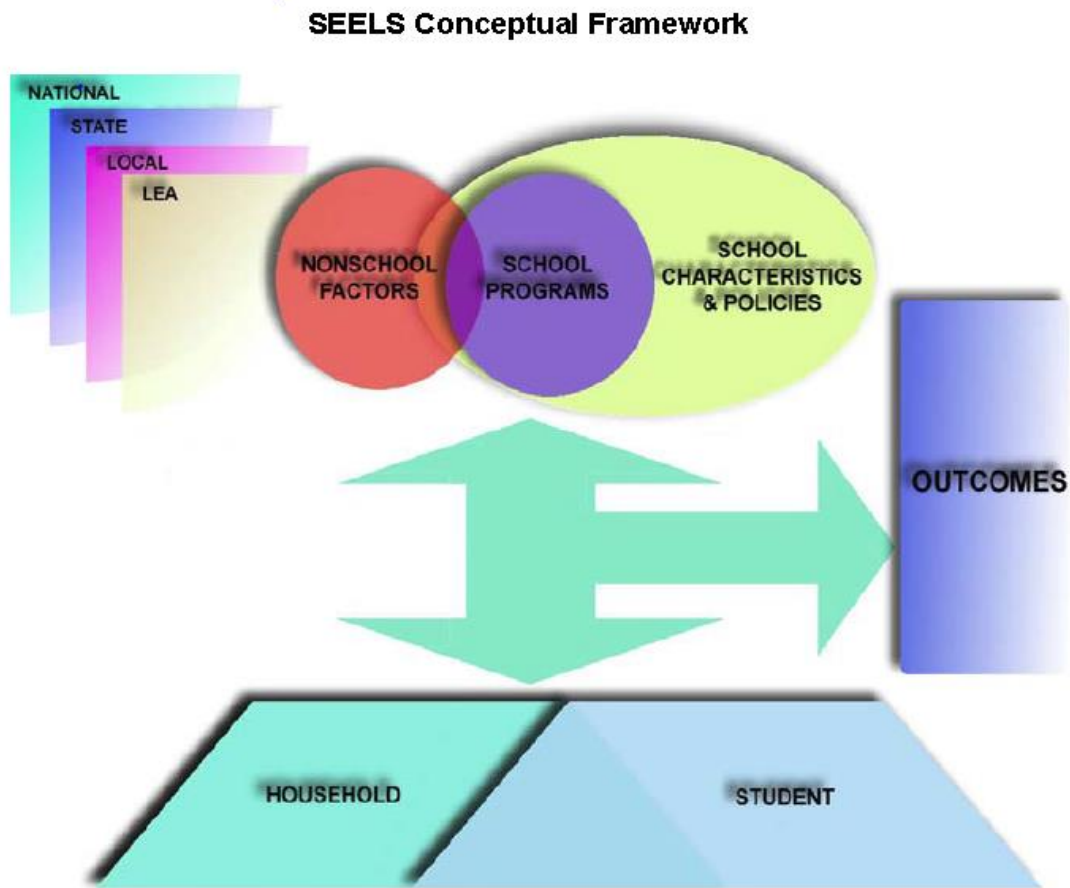 SEELS Conceptual Framework
NATIONAL
STATE
LOCAL
LEA
NONSCHOOL
FACTORS
SCHOOL
PROGRAMS
SCHOOL
CHARACTERISTICS
& POLICIES
OUTCOMES
HOUSEHOLD
STUDENT